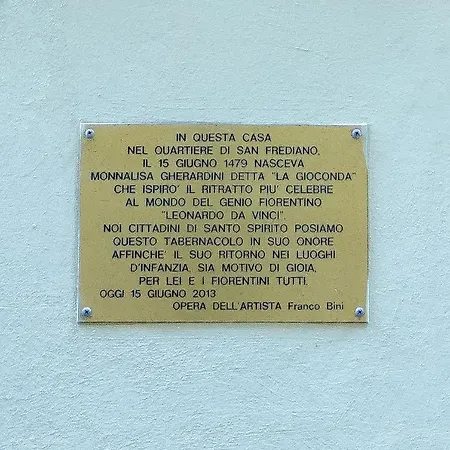 IN QUESTA CASA
NEL QUARTIERE DI SAN FREDIANO,
IL 15 GIUGNO 1479 NASCEVA
MONNALISA GHERARDINI DETTA "LA GIOCONDA"
CHE ISPIRO' IL RITRATTO PIU' CELEBRE
AL MONDO DEL GENIO FIORENTINO
"LEONARDO DA VINCI".
NOI CITTADINI DI SANTO SPIRITO POSIAMO
QUESTO TABERNACOLO IN SUO ONORE
AFFINCHE' IL SUO RITORNO NEI LUOGHI
D'INFANZIA, SIA MOTIVO DI GIOIA,
PER LEI E I FIORENTINI TUTTI.
OGGI 15 GIUGNO 2013
OPERA DELL'ARTISTA Franco Bini